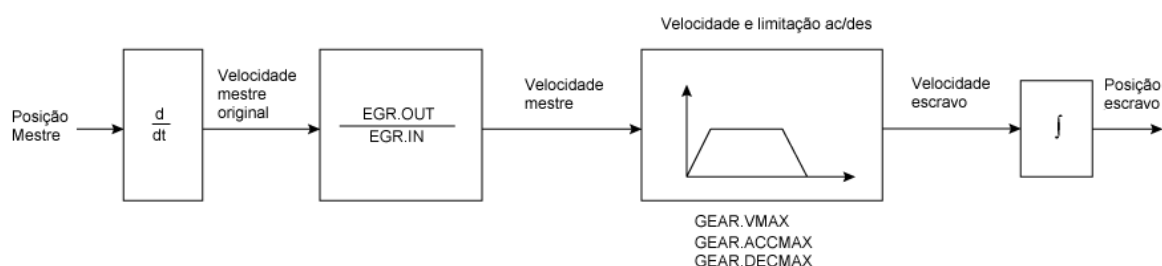 Velocidade e limitação ac/des
Posição
Mestre
d
dt
Velocidade
mestre
original
EGR.OUT
EGR.IN
Velocidade
mestre
GEAR.VMAX
GEAR.ACCMAX
GEAR.DECMAX
Velocidade
escravo
∫
Posição
escravo